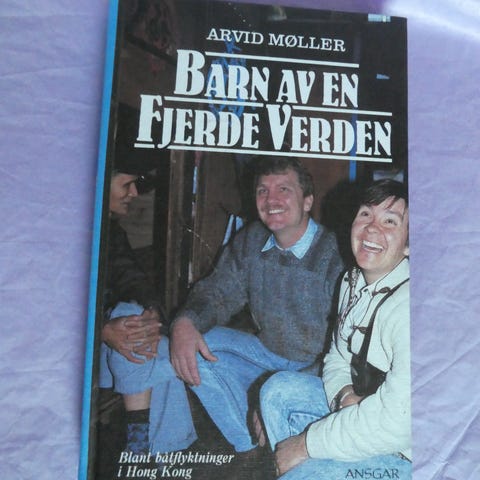 ARVID MØLLER
BARN AV EN
FJERDE VERDEN
Blant båtflyktninger
i Hong Kong
ANSGAR